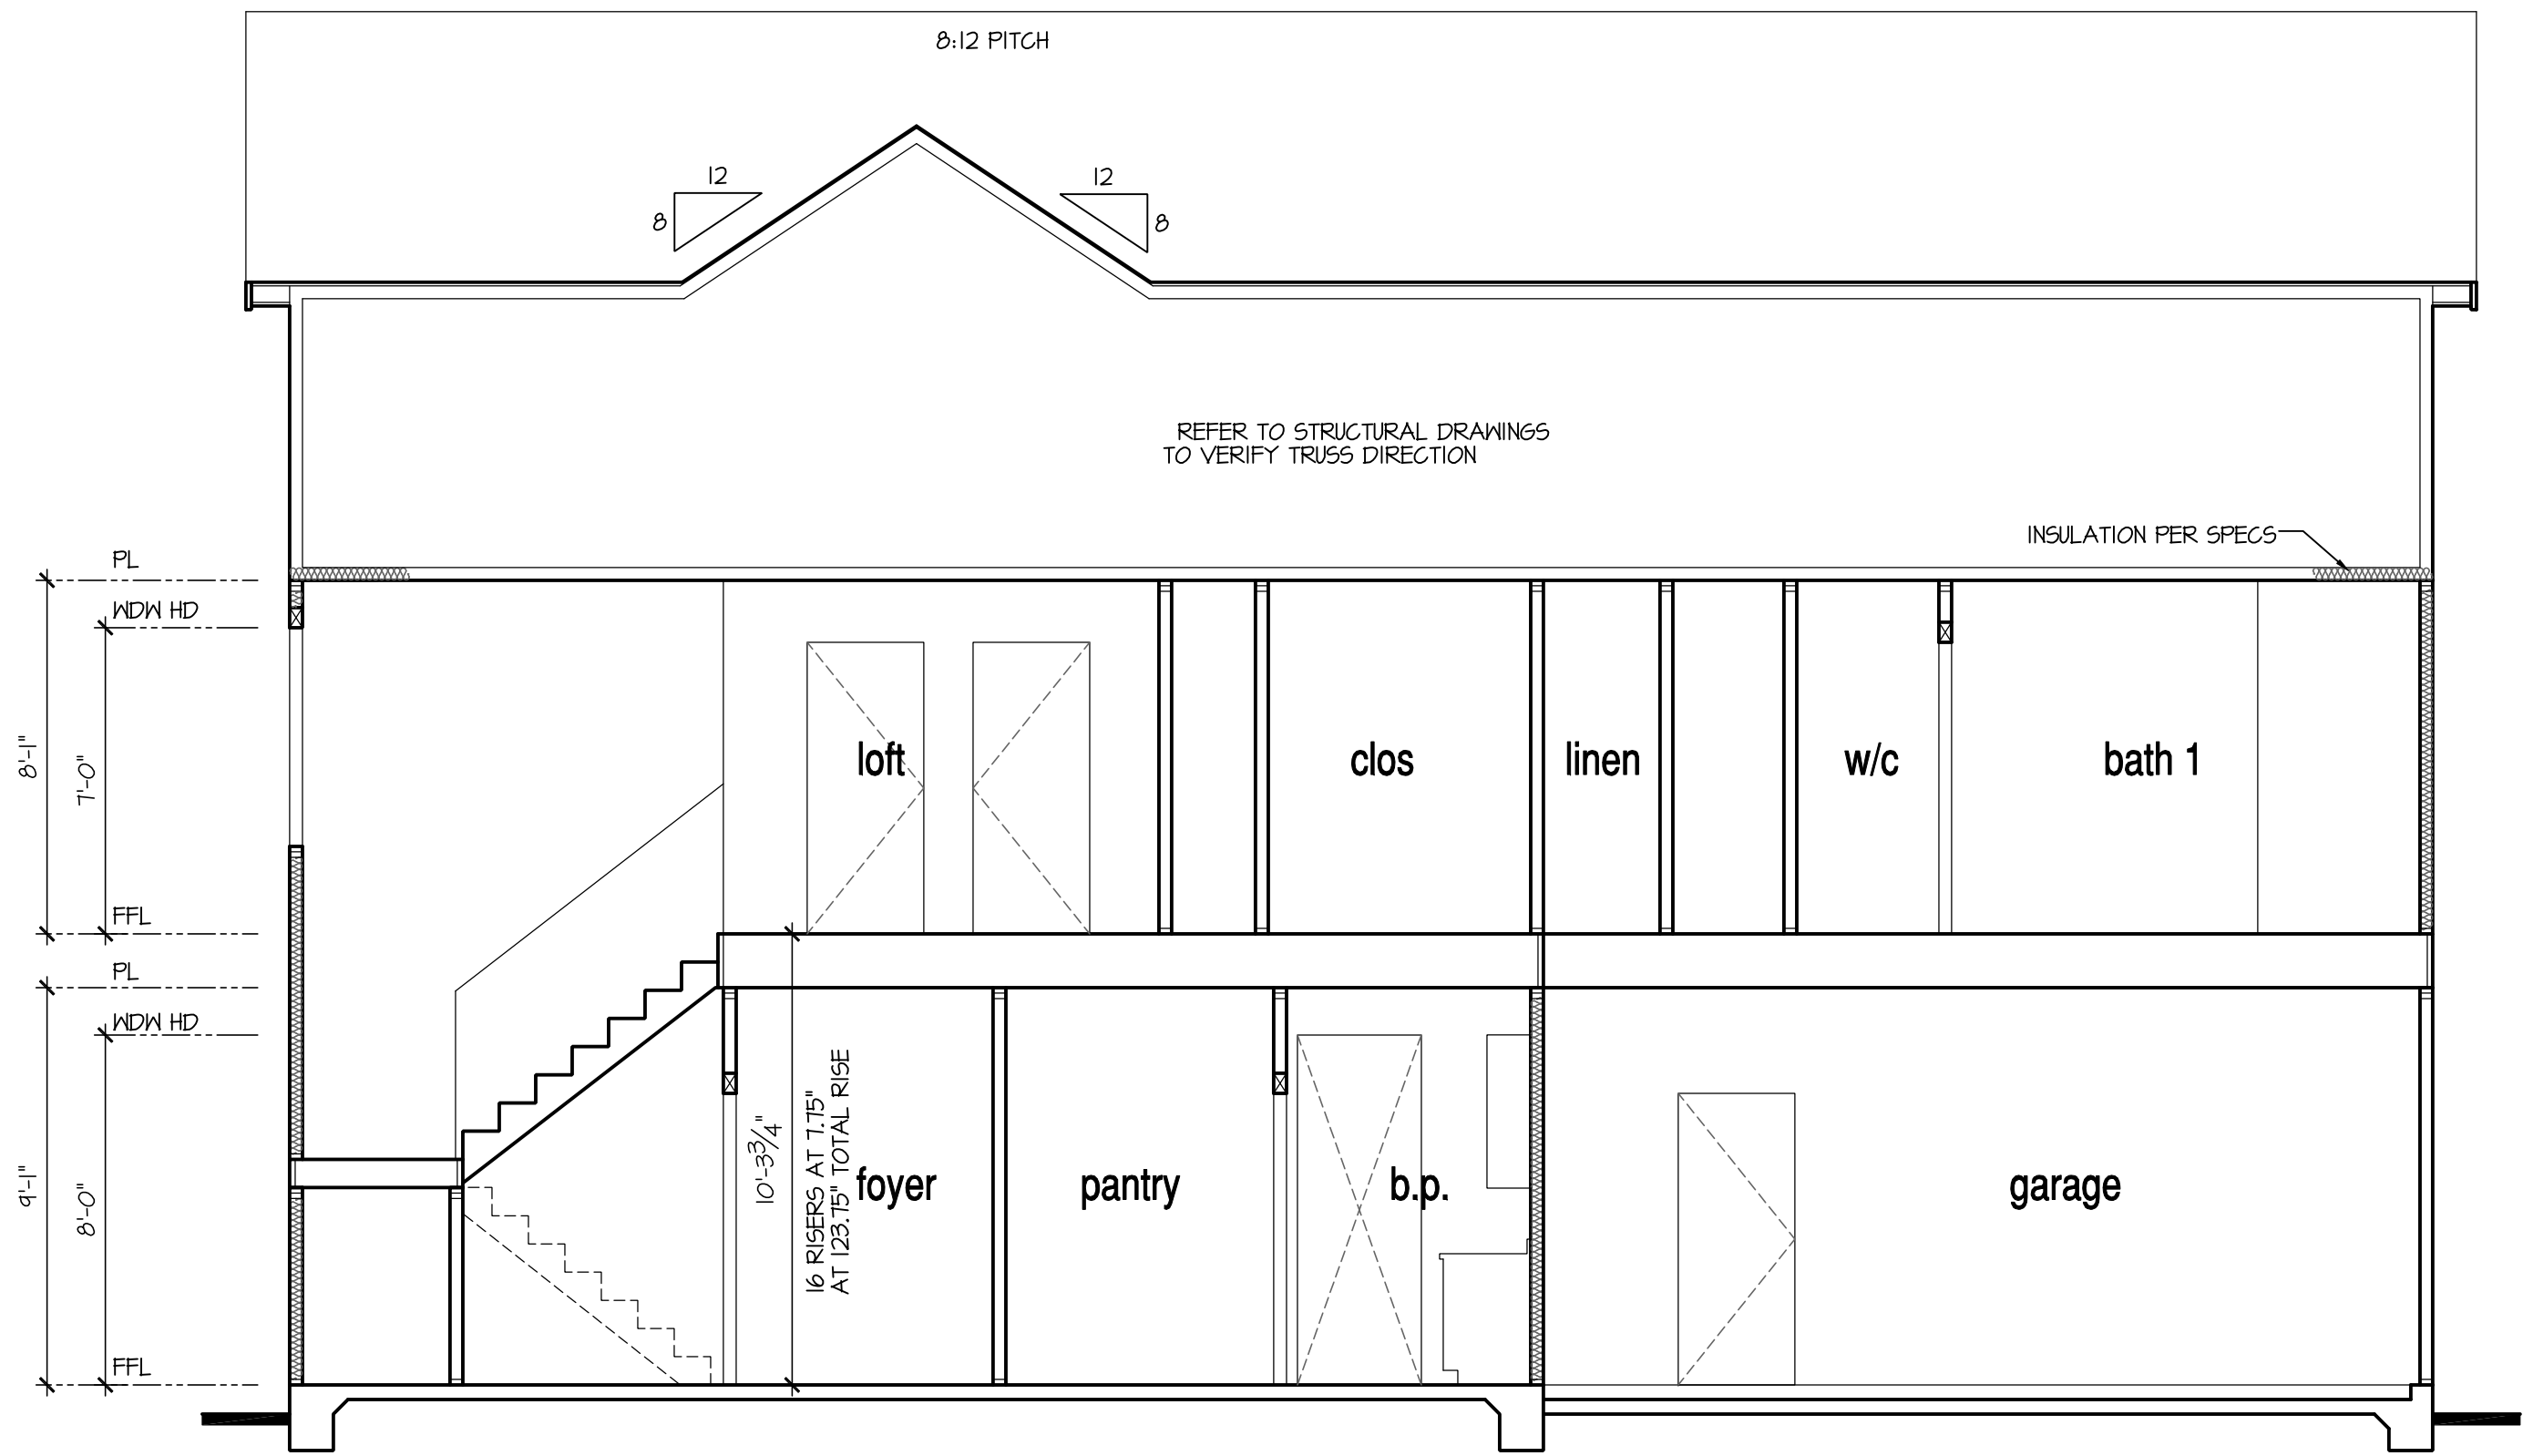 8:12 PITCH
12
8
12
8
REFER TO STRUCTURAL DRAWINGS
TO VERIFY TRUSS DIRECTION
INSULATION PER SPECS
PL
WDW HD
8'-1"
7'-0"
loft
clos
linen
w/c
bath 1
FFL
PL
WDW HD
9'-1"
8'-0"
10'-3 3/4"
16 RISERS AT 7.75"
AT 123.75" TOTAL RISE
foyer
pantry
b.p.
garage
FFL